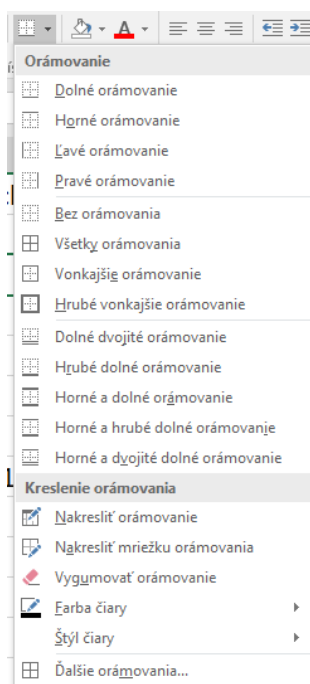 A
Orámovanie
Dolné orámovanie
Horné orámovanie
Ľavé orámovanie
Pravé orámovanie
Bez orámovania
Všetky orámovania
Vonkajšie orámovanie
Hrubé vonkajšie orámovanie
Dolné dvojité orámovanie
Hrubé dolné orámovanie
Horné a dolné orámovanie
Horné a hrubé dolné orámovanie
Horné a dvojité dolné orámovanie
Kreslenie orámovania
Nakresliť orámovanie
Nakresliť mriežku orámovania
Vygumovať orámovanie
Farba čiary
Štýl čiary
Ďalšie orámovania...